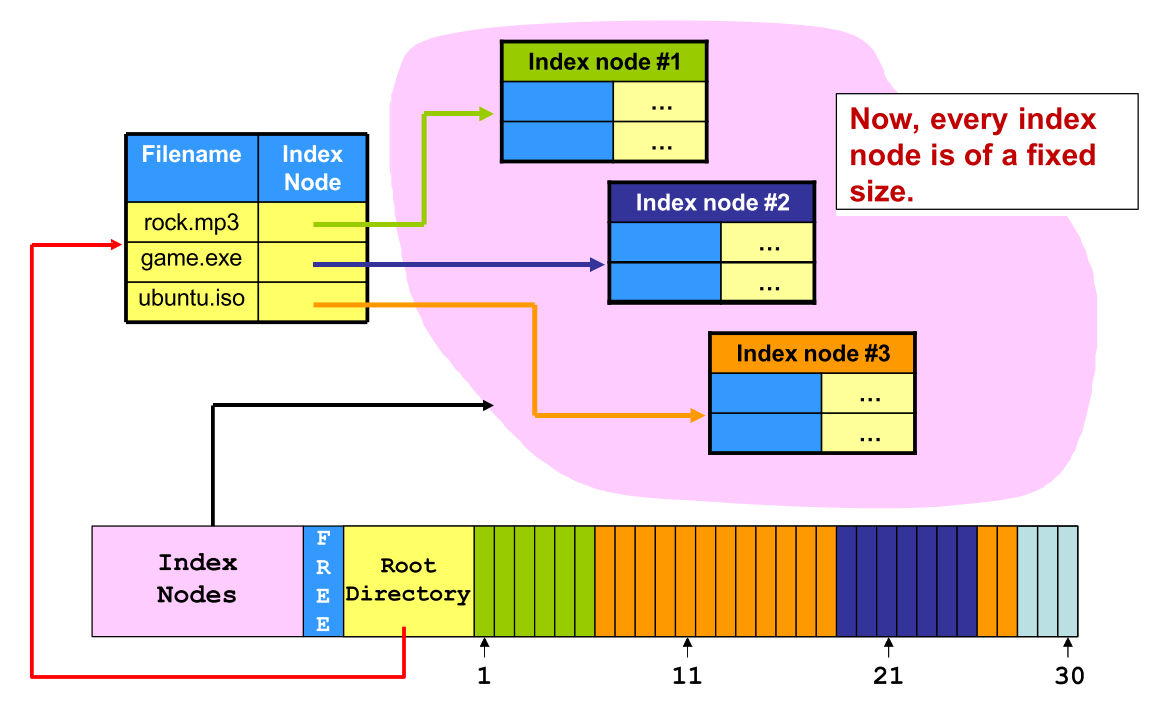 Index node #1
...
...
Now, every index
node is of a fixed
size.
Filename
Index
Node
rock.mp3
game.exe
ubuntu.iso
Index node #2
...
...
Index node #3
...
...
Index
Nodes
F
R
E
E
Root
Directory
1
11
21
30